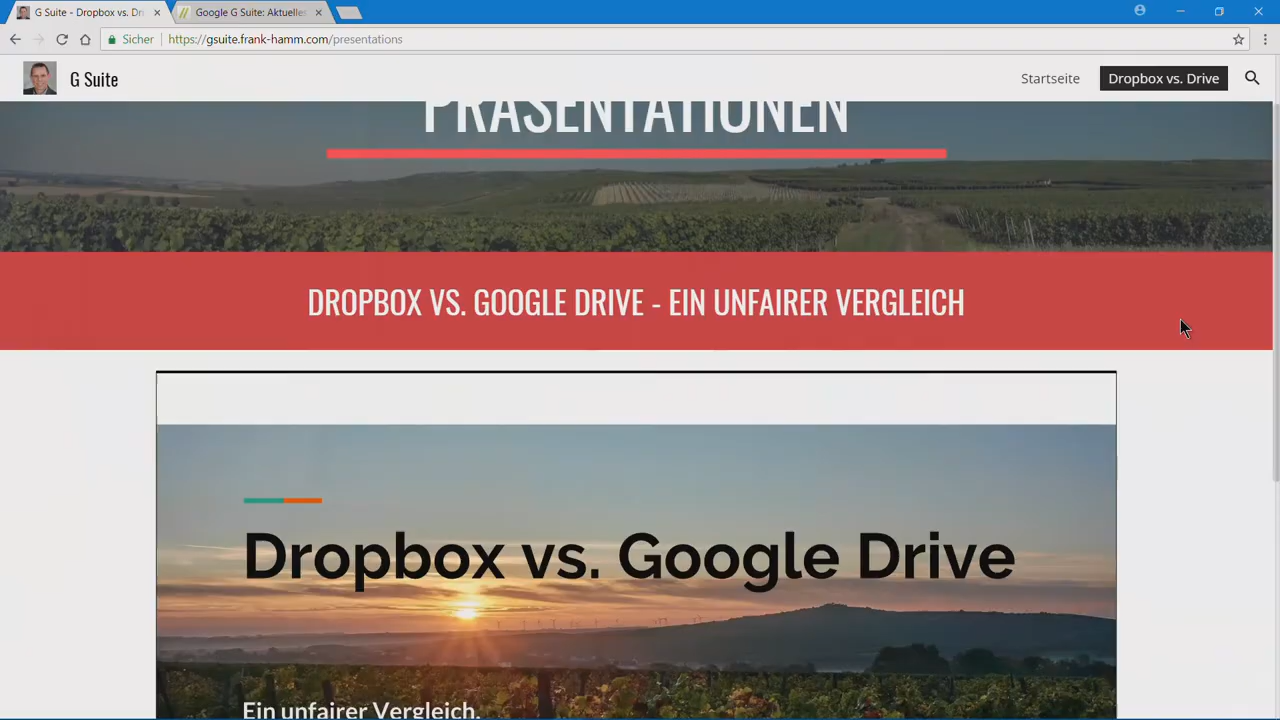 G Suite - Dropbox vs. Dr
Google G Suite: Aktuelle
Sicher
https://gsuite.frank-hamm.com/presentations
G Suite
Startseite
Dropbox vs. Drive
PRÄSENTATIONEN
DROPBOX VS. GOOGLE DRIVE - EIN UNFAIRER VERGLEICH
Dropbox vs. Google Drive
Ein unfairer Vergleich.